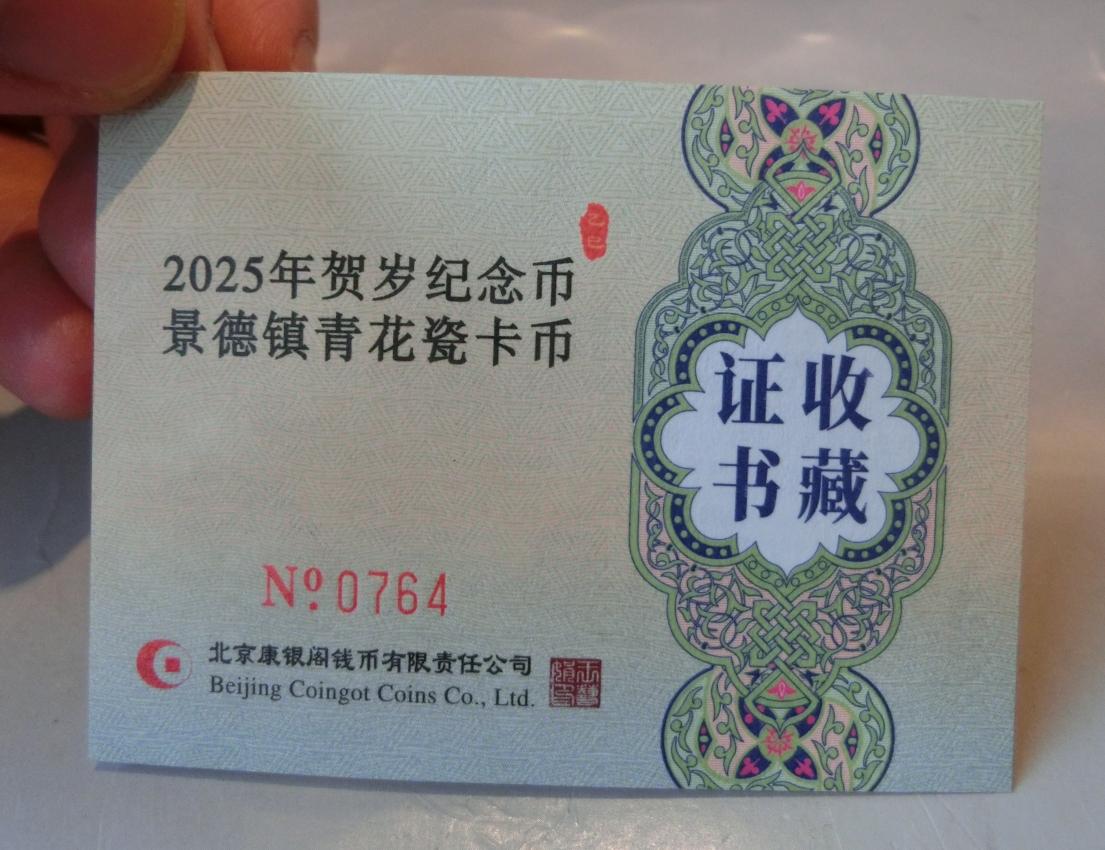 乙巳
2025年贺岁纪念币
景德镇青花瓷卡币
收藏
证书
№0764
北京康银阁钱币有限责任公司
Beijing Coingot Coins Co., Ltd.